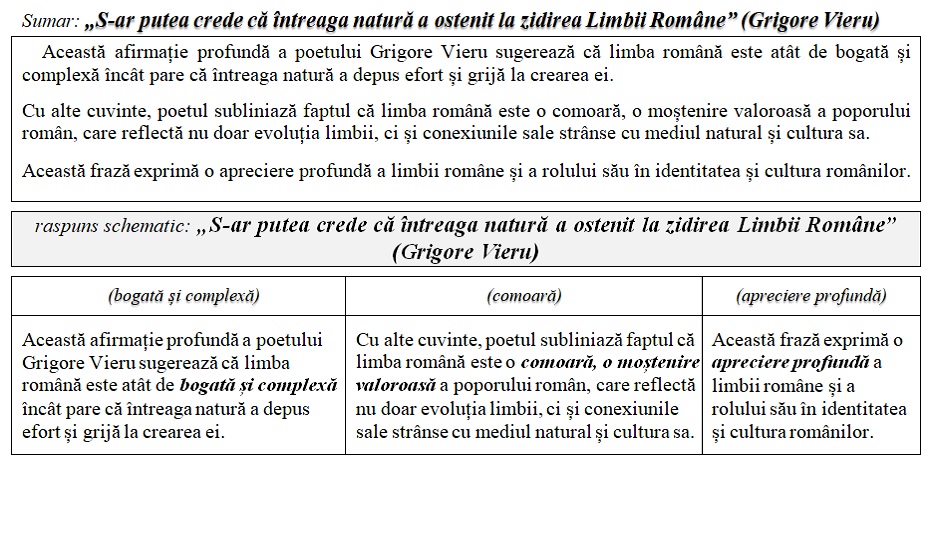 Sumar: „S-ar putea crede că întreaga natură a ostenit la zidirea Limbii Române” (Grigore Vieru)
Această afirmație profundă a poetului Grigore Vieru sugerează că limba română este atât de bogată și
complexă încât pare că întreaga natură a depus efort și grijă la crearea ei.
Cu alte cuvinte, poetul subliniază faptul că limba română este o comoară, o moștenire valoroasă a poporului
român, care reflectă nu doar evoluția limbii, ci și conexiunile sale strânse cu mediul natural și cultura sa.
Această frază exprimă o apreciere profundă a limbii române și a rolului său în identitatea și cultura românilor.
raspuns schematic: „S-ar putea crede că întreaga natură a ostenit la zidirea Limbii Române”
(Grigore Vieru)
(bogată și complexă)
Această afirmație profundă a poetului
Grigore Vieru sugerează că limba
română este atât de bogată și complexă
încât pare că întreaga natură a depus
efort și grijă la crearea ei.
(comoară)
Cu alte cuvinte, poetul subliniază faptul că
limba română este o comoară, o moștenire
valoroasă a poporului român, care reflectă
nu doar evoluția limbii, ci și conexiunile
sale strânse cu mediul natural și cultura sa.
(apreciere profundă)
Această frază exprimă o
apreciere profundă a
limbii române și a
rolului său în identitatea
și cultura românilor.